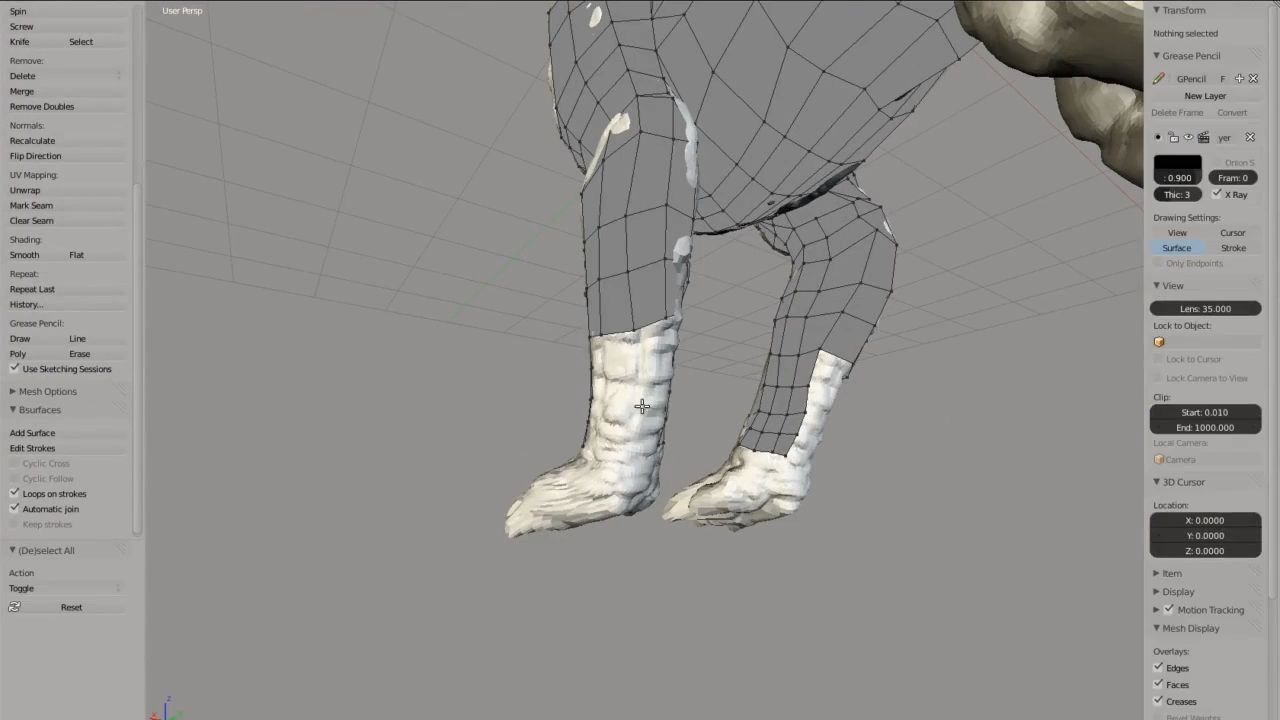 Spin
Screw
Knife Select
Remove:
Delete
Merge
Remove Doubles
Normals:
Recalculate
Flip Direction
UV Mapping:
Unwrap
Mark Seam
Clear Seam
Shading:
Smooth Flat
Repeat:
Repeat Last
History...
Grease Pencil:
Draw Line
Poly Erase
Use Sketching Sessions
Mesh Options
Bsurfaces
Add Surface
Edit Strokes
Cyclic Cross
Cyclic Follow
Loops on strokes
Automatic join
Keep strokes
(De)select All
Action
Toggle
Reset
User Persp
z
Transform
Nothing selected
Grease Pencil
GPencil F
New Layer
Delete Frame Convert
yer
Onion S
: 0.900 Fram: 0
Thic: 3 X Ray
Drawing Settings:
View Cursor
Surface Stroke
Only Endpoints
View
Lens: 35.000
Lock to Object:
Lock to Cursor
Lock Camera to View
Clip:
Start: 0.010
End: 1000.000
Local Camera:
Camera
3D Cursor
Location:
X: 0.0000
Y: 0.0000
Z: 0.0000
Item
Display
Motion Tracking
Mesh Display
Overlays:
Edges
Faces
Creases
Bevel Weights